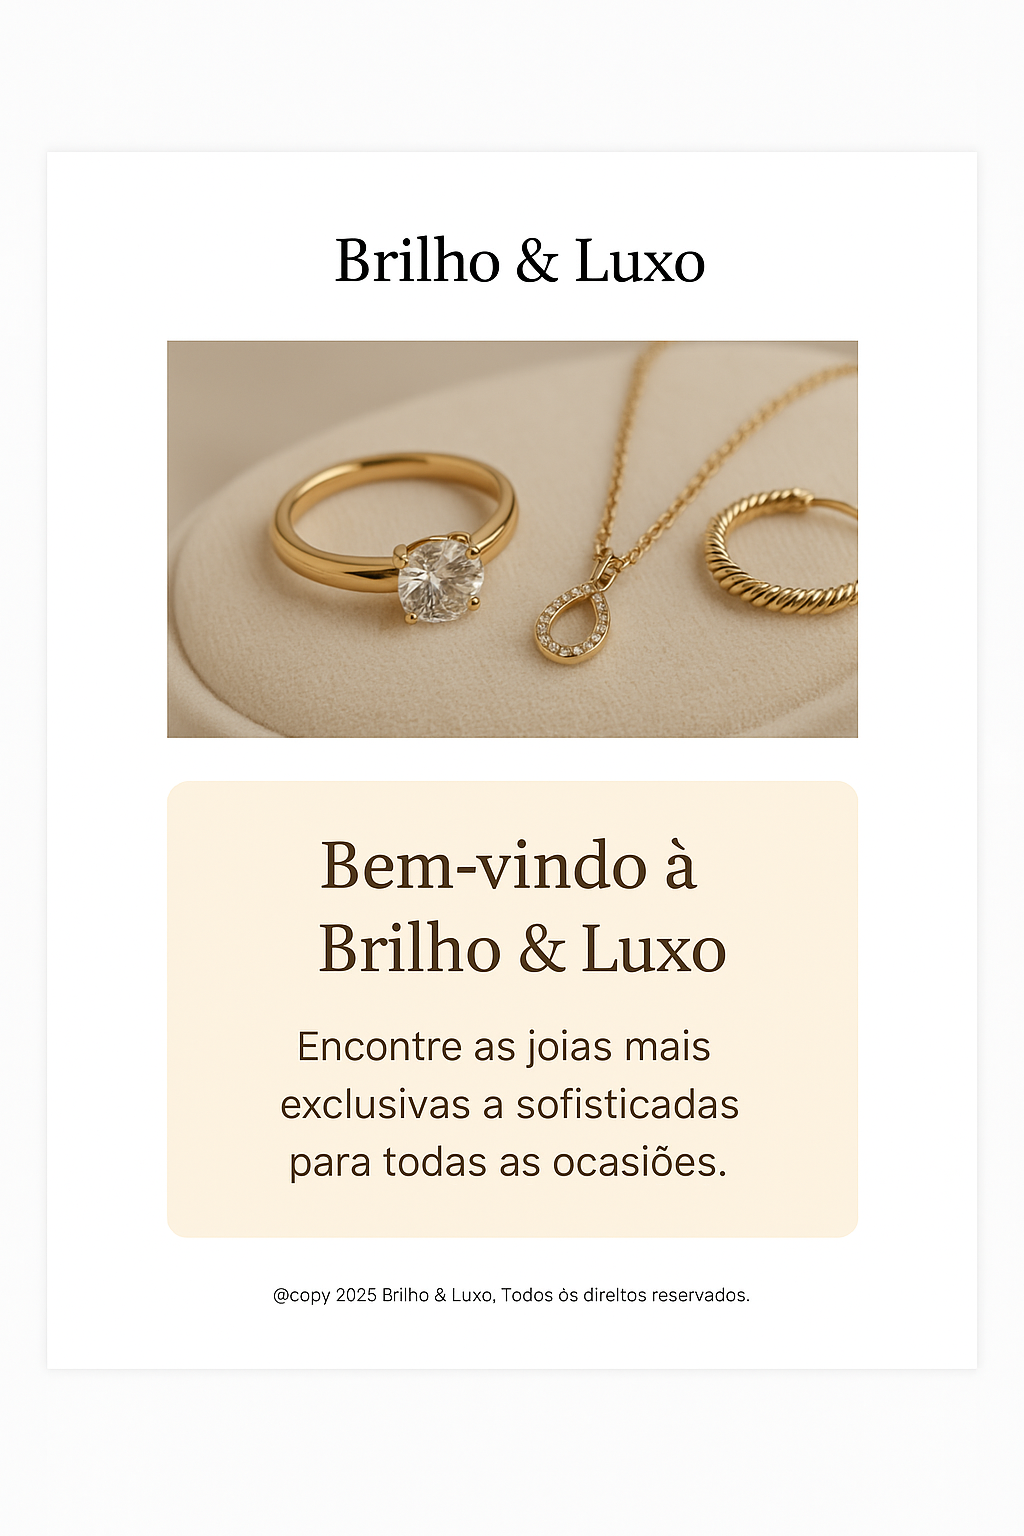 Brilho & Luxo
Bem-vindo à
Brilho & Luxo
Encontre as joias mais
exclusivas a sofisticadas
para todas as ocasiões.
@copy 2025 Brilho & Luxo, Todos òs direltos reservados.